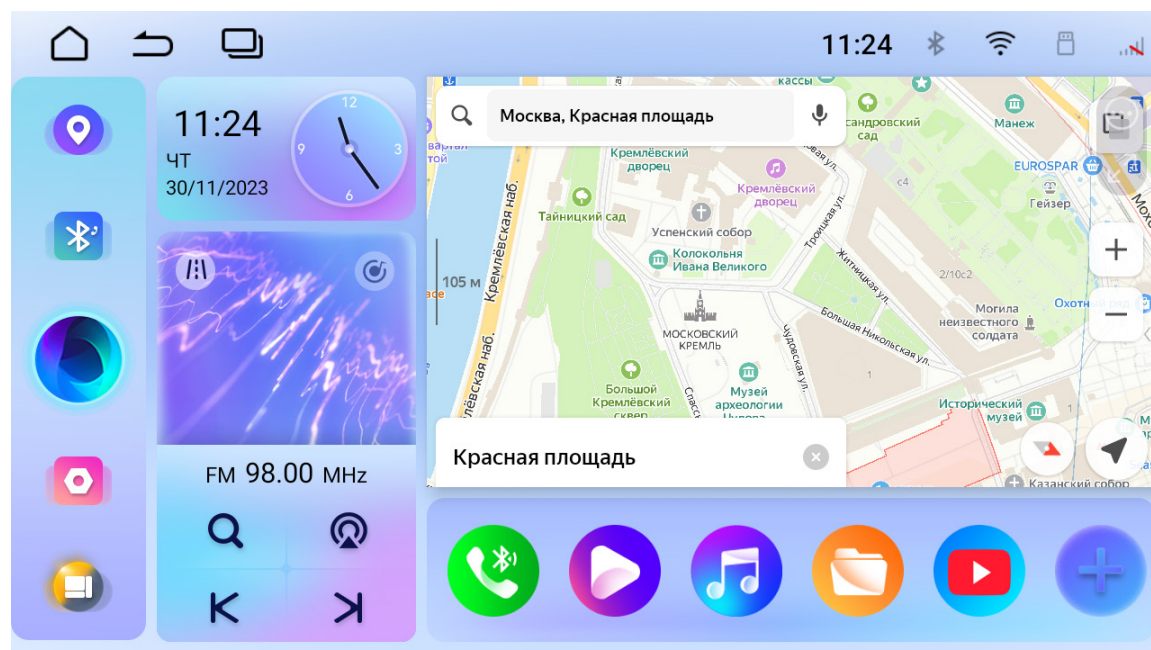 11:24
11:24
ЧТ
30/11/2023
12
3
6
9
FM 98.00 MHz
Москва, Красная площадь
кассы
сад
Манеж
EUROSPAR
Гейзер
Кремлёвский
дворец
Кремлёвский
дворец
с4
Тайницкий сад
Успенский собор
Троицкая ул.
Колокольня
Ивана Великого
Житницкая ул.
Кремлёвская наб.
105 м
2/10с2
Могила
неизвестного
солдата
МОСКОВСКИЙ
КРЕМЛЬ
Большая Никольская ул.
Чудовская ул.
1
Большой
Кремлёвский
сквер
Музей
археологии
Исторический
музей
1
Казанский собор
Красная площадь